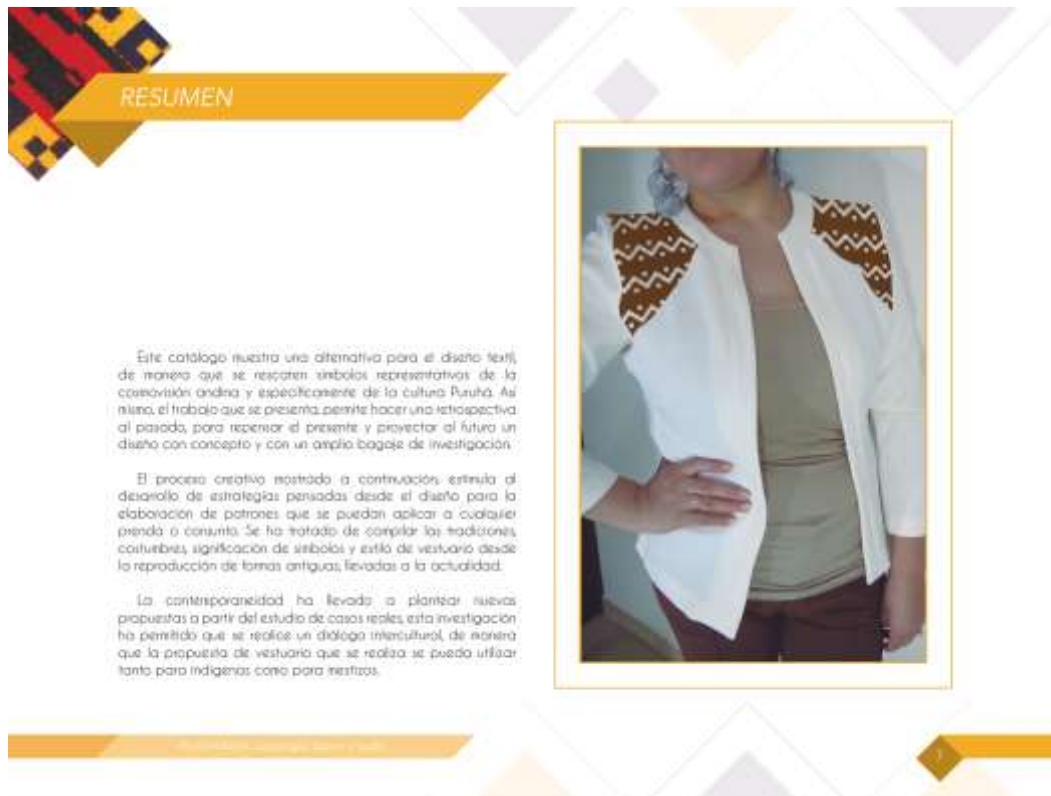 RESUMEN
Este catálogo muestra una alternativa para el diseño textil,
de manera que se rescaten símbolos representativos de la
cosmovisión andina y específicamente de la cultura Puruhá. Así
mismo, el trabajo que se presenta, permite hacer una retrospectiva
al pasado, para repensar el presente y proyectar al futuro un
diseño con concepto y con un amplio bagaje de investigación.
El proceso creativo mostrado a continuación, estimula al
desarrollo de estrategias pensadas desde el diseño para la
elaboración de patrones que se puedan aplicar a cualquier
prenda o conjunto. Se ha tratado de compilar las tradiciones,
costumbres, significación de símbolos y estilo de vestuario desde
la reproducción de formas antiguas, llevadas a la actualidad.
La contemporaneidad ha llevado a plantear nuevas
propuestas a partir del estudio de casos reales, esta investigación
ha permitido que se realice un diálogo intercultural, de manera
que la propuesta de vestuario que se realiza se pueda utilizar
tanto para indígenas como para mestizos.